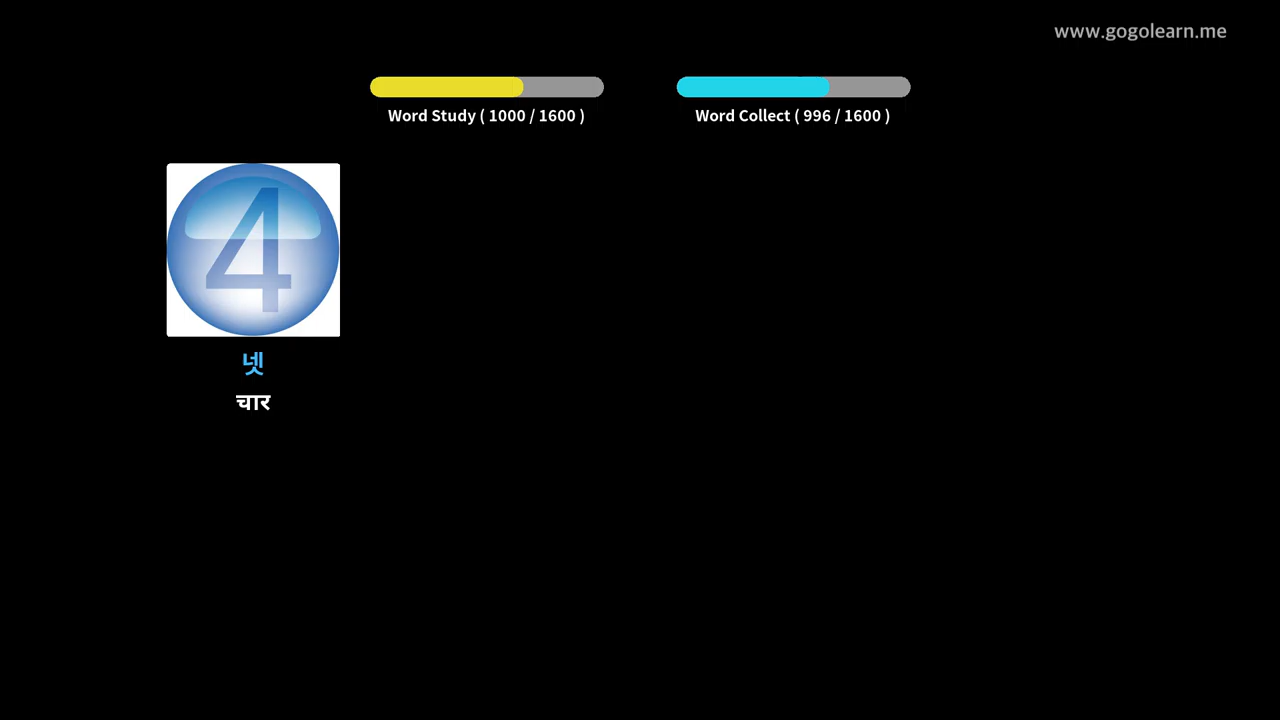 www.gogolearn.me
Word Study ( 1000 / 1600 )
Word Collect ( 996 / 1600 )
4
넷
चार